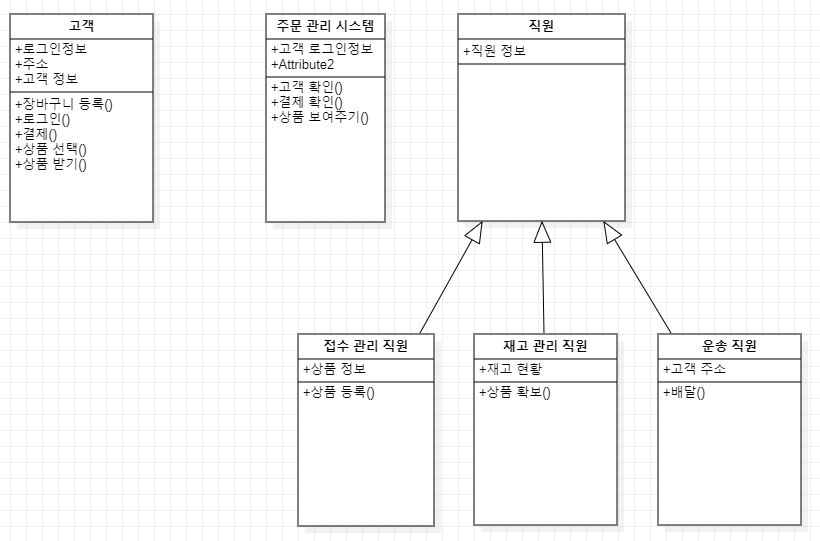 고객
+로그인정보
+주소
+고객 정보
+장바구니 등록()
+로그인()
+결제()
+상품 선택()
+상품 받기()
주문 관리 시스템
+고객 로그인정보
+Attribute2
+고객 확인()
+결제 확인()
+상품 보여주기()
직원
+직원 정보
접수 관리 직원
+상품 정보
+상품 등록()
재고 관리 직원
+재고 현황
+상품 확보()
운송 직원
+고객 주소
+배달()